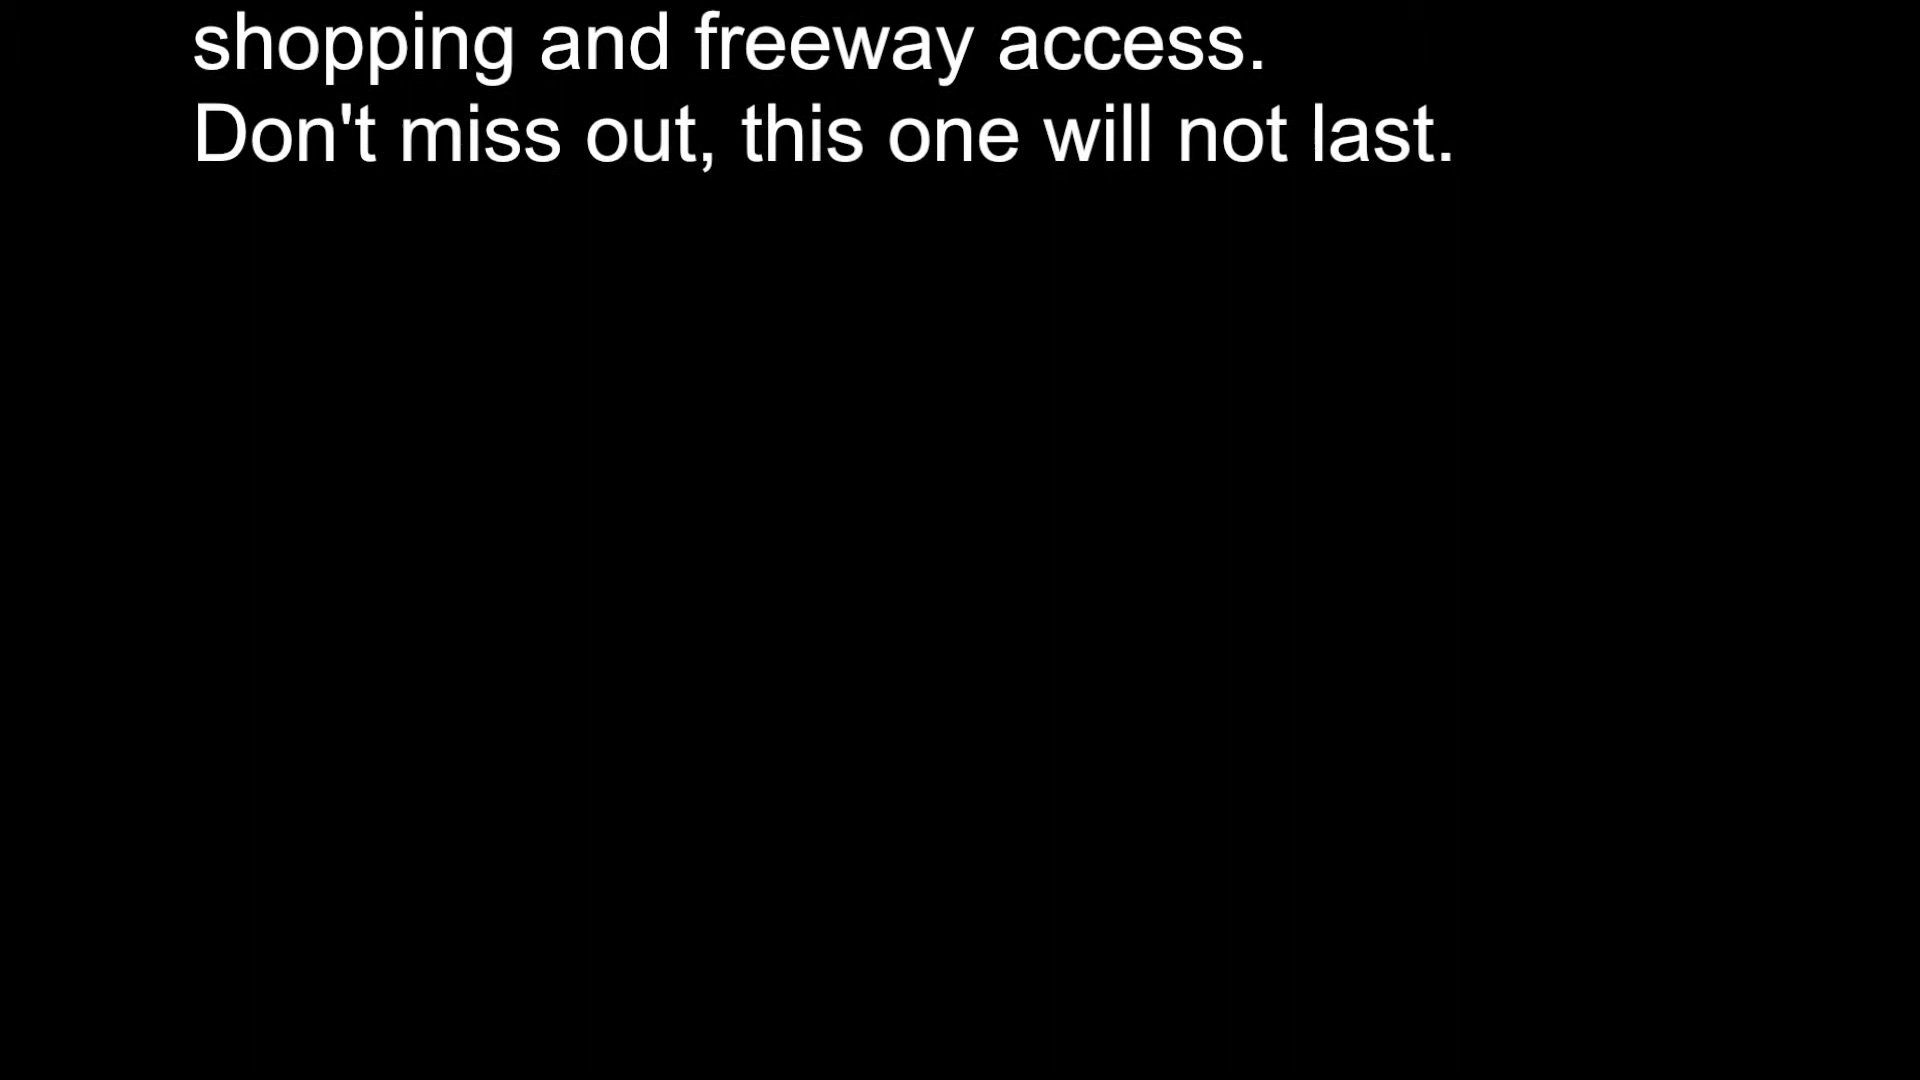 shopping and freeway access.
Don't miss out, this one will not last.